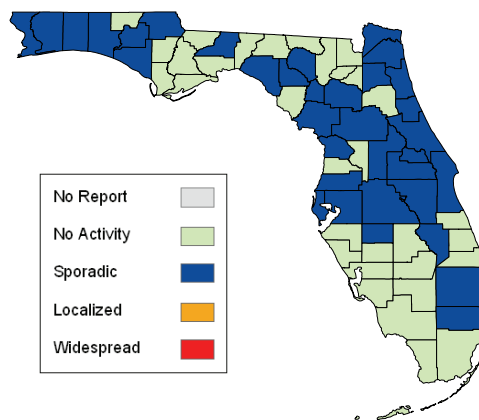 No Report
No Activity
Sporadic
Localized
Widespread